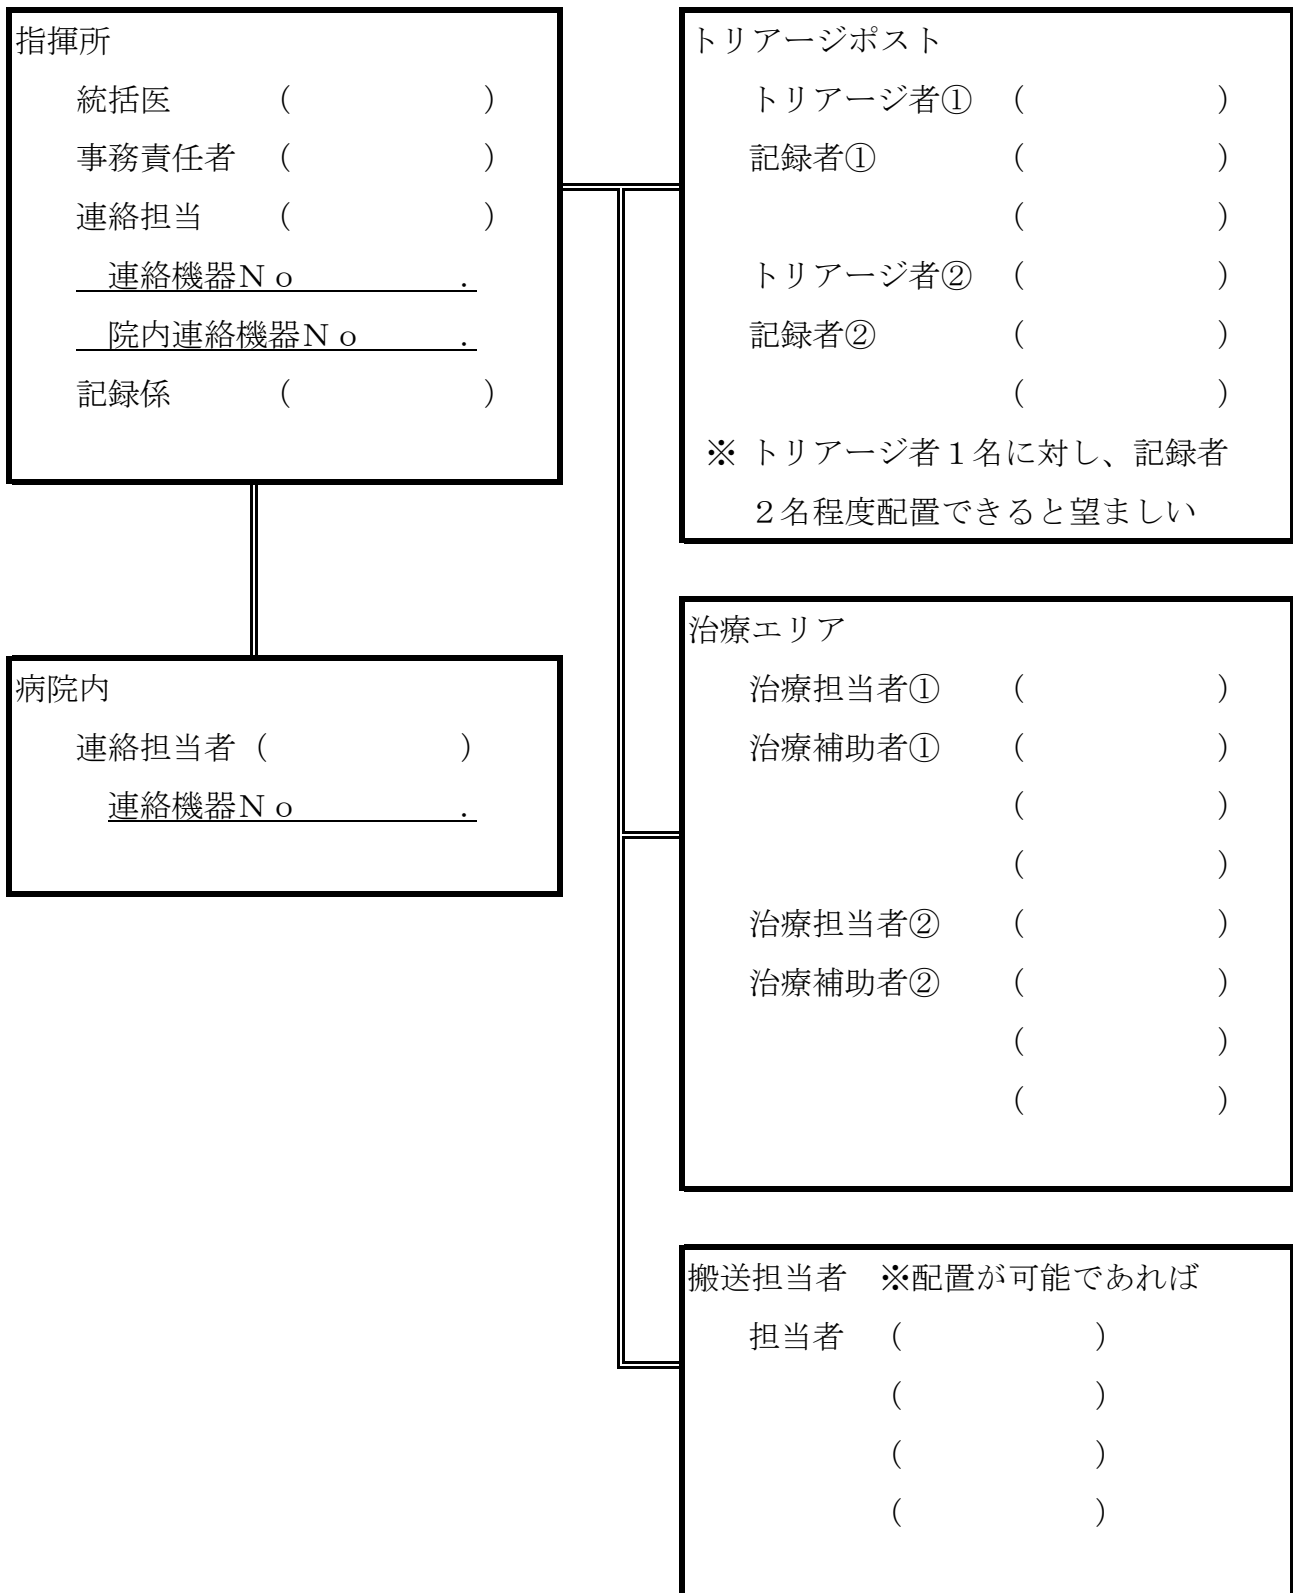 指揮所
統括医　　　（　　　　　　）
事務責任者　（　　　　　　）
連絡担当　　（　　　　　　）
連絡機器Ｎｏ　　　　　．
院内連絡機器Ｎｏ　　　．
記録係　　　（　　　　　　）
病院内
連絡担当者（　　　　　　）
連絡機器Ｎｏ　　　　　．
トリアージポスト
トリアージ者①　（　　　　　　）
記録者①　　　　（　　　　　　）
（　　　　　　）
トリアージ者②　（　　　　　　）
記録者②　　　　（　　　　　　）
（　　　　　　）
※ トリアージ者１名に対し、記録者
２名程度配置できると望ましい
治療エリア
治療担当者①　　（　　　　　　）
治療補助者①　　（　　　　　　）
（　　　　　　）
（　　　　　　）
治療担当者②　　（　　　　　　）
治療補助者②　　（　　　　　　）
（　　　　　　）
（　　　　　　）
搬送担当者　※配置が可能であれば
担当者　（　　　　　　）
（　　　　　　）
（　　　　　　）
（　　　　　　）